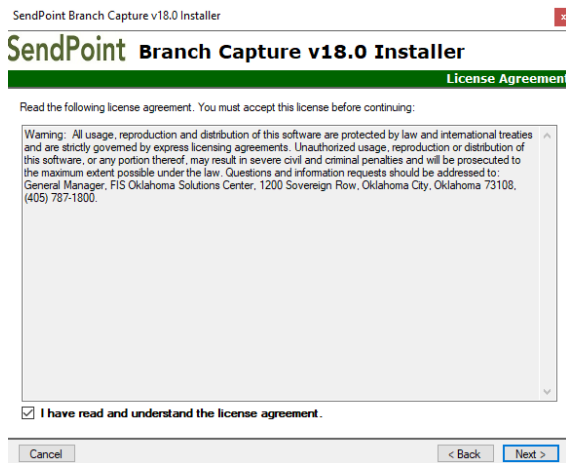 SendPoint Branch Capture v18.0 Installer
x
SendPoint Branch Capture v18.0 Installer
License Agreement
Read the following license agreement. You must accept this license before continuing:
Warning: All usage, reproduction and distribution of this software are protected by law and international treaties
and are strictly governed by express licensing agreements. Unauthorized usage, reproduction or distribution of
this software, or any portion thereof, may result in severe civil and criminal penalties and will be prosecuted to
the maximum extent possible under the law. Questions and information requests should be addressed to:
General Manager, FIS Oklahoma Solutions Center, 1200 Sovereign Row, Oklahoma City, Oklahoma 73108,
(405) 787-1800.
I have read and understand the license agreement.
Cancel < Back Next >